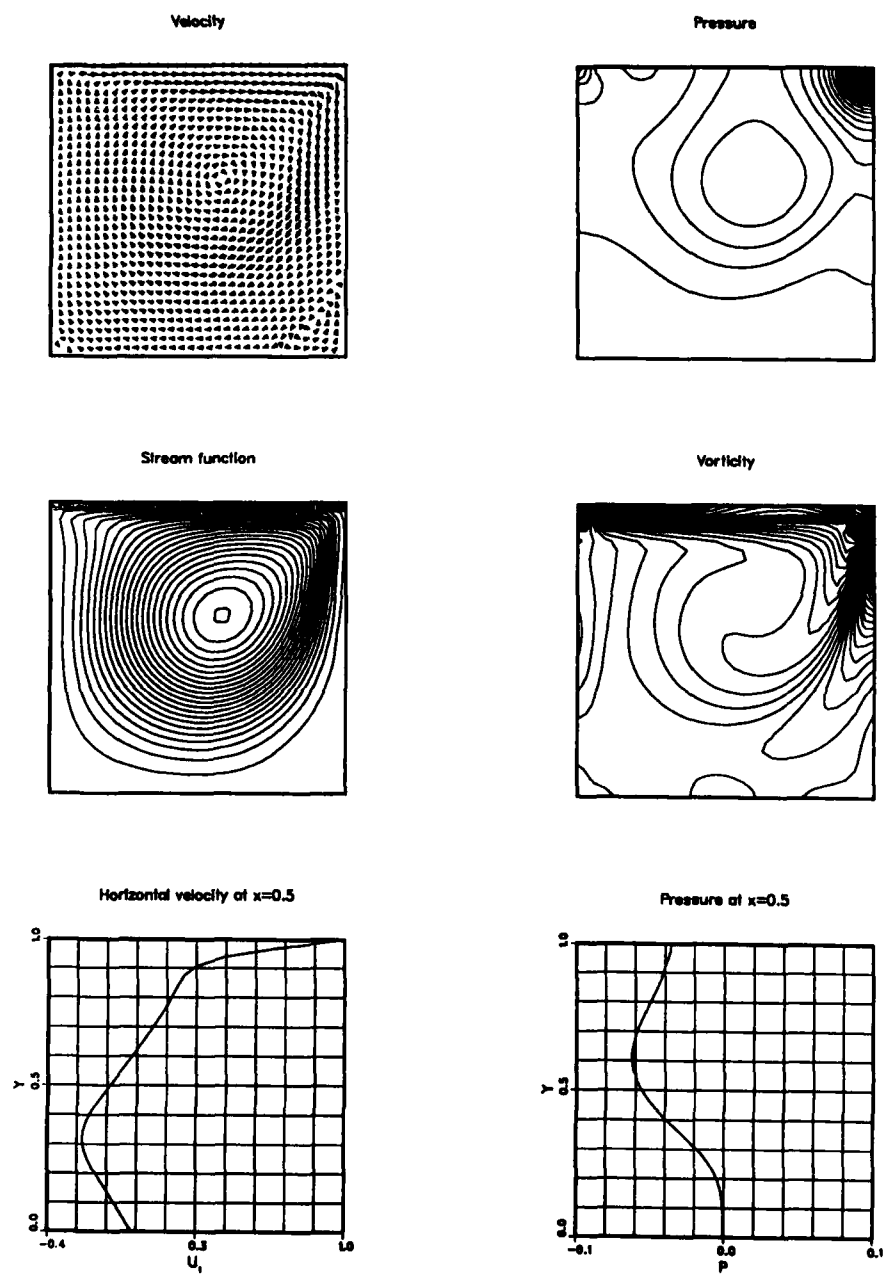 Velocity
Pressure
Stream function
Vorticity
Horizontal velocity at x=0.5
Pressure at x=0.5
1.0
0.5
0.0
Y
-0.4
0.3
1.0
U₁
1.0
0.5
0.0
Y
-0.1
0.0
0.1
P